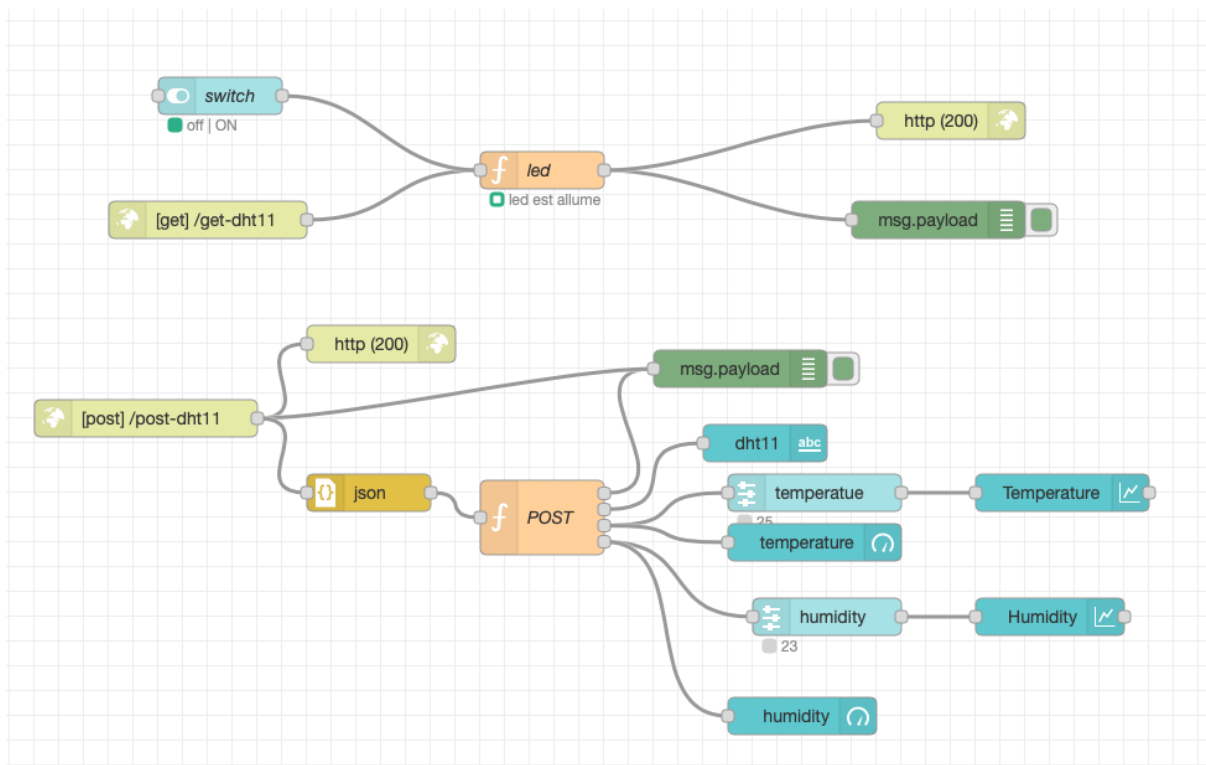 switch
off | ON
http (200)
led
led est allume
[get] /get-dht11
msg.payload
http (200)
msg.payload
[post] /post-dht11
dht11
abc
json
POST
temperatue
Temperature
25
temperature
humidity
Humidity
23
humidity